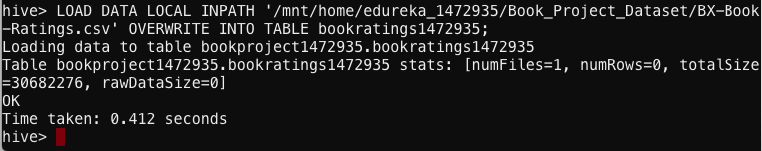 hive> LOAD DATA LOCAL INPATH '/mnt/home/edureka_1472935/Book_Project_Dataset/BX-Book
-Ratings.csv' OVERWRITE INTO TABLE bookratings1472935;
Loading data to table bookproject1472935.bookratings1472935
Table bookproject1472935.bookratings1472935 stats: [numFiles=1, numRows=0, totalSize
=30682276, rawDataSize=0]
OK
Time taken: 0.412 seconds
hive>